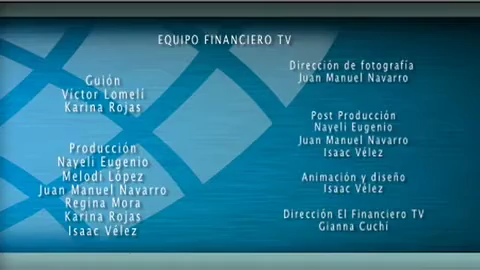 EQUIPO FINANCIERO TV
Guión
Víctor Lomelí
Karina Rojas
Producción
Nayeli Eugenio
Melodi López
Juan Manuel Navarro
Regina Mora
Karina Rojas
Isaac Vélez
Dirección de fotografía
Juan Manuel Navarro
Post Producción
Nayeli Eugenio
Juan Manuel Navarro
Isaac Vélez
Animación y diseño
Isaac Vélez
Dirección El Financiero TV
Gianna Cuchí